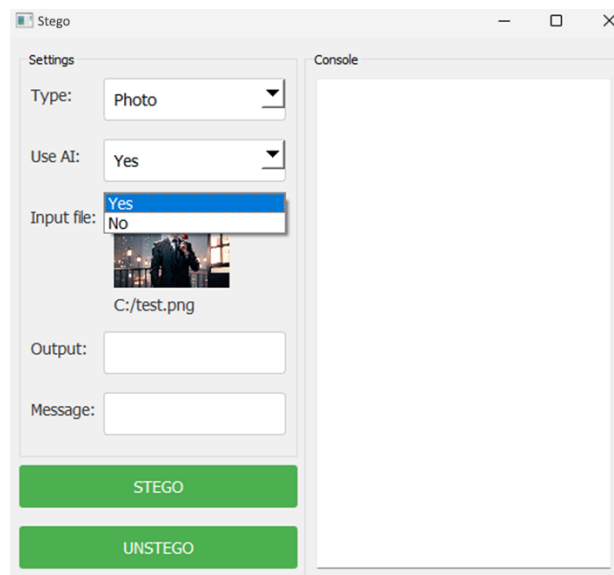 Stego
Settings
Type: Photo
Use AI: Yes
Yes
No
Input file:
C:/test.png
Output:
Message:
STEGO
UNSTEGO
Console